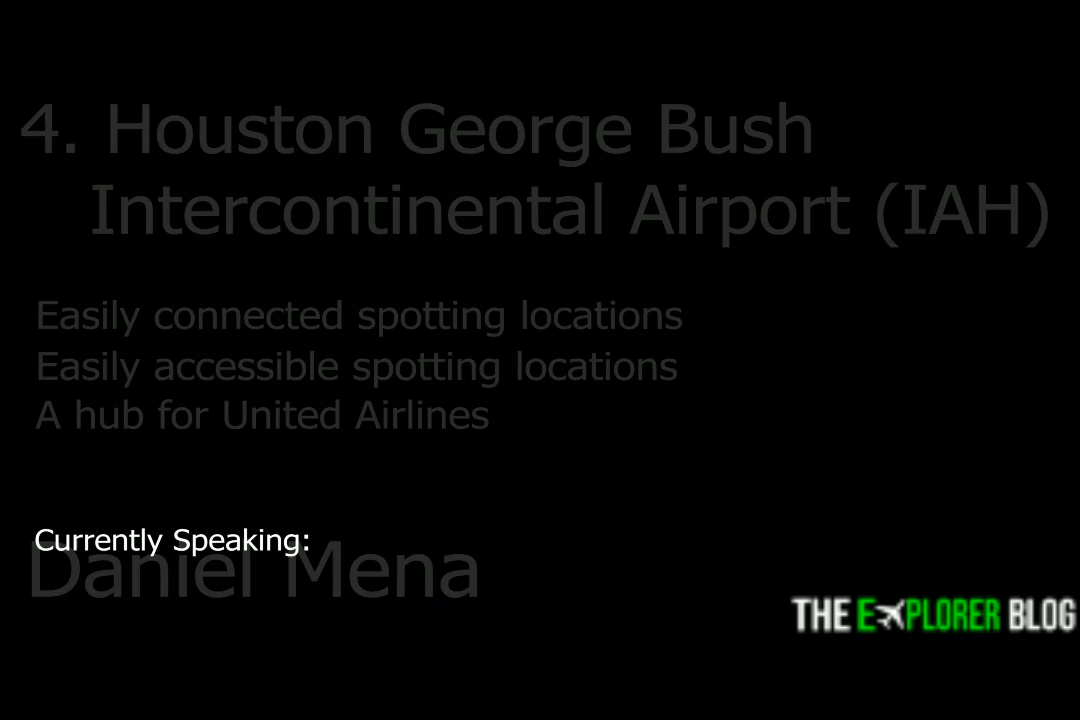 4. Houston George Bush
Intercontinental Airport (IAH)
Easily connected spotting locations
Easily accessible spotting locations
A hub for United Airlines
Currently Speaking:
Daniel Mena
THE EXPLORER BLOG